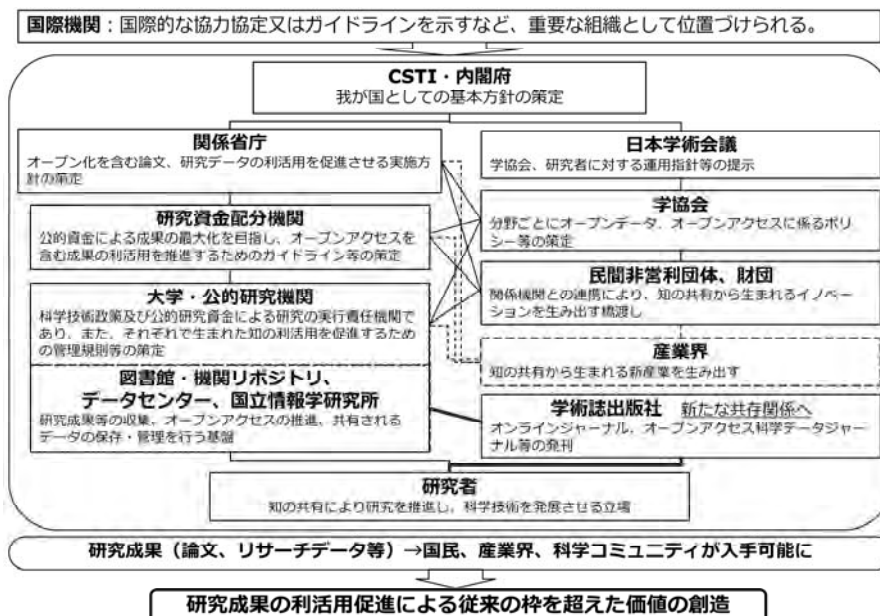 国際機関：国際的な協力協定又はガイドラインを示すなど、重要な組織として位置づけられる。
CSTI・内閣府
我が国としての基本方針の策定
関係省庁
オープン化を含む論文、研究データの利活用を促進させる実施方
針の策定
研究資金配分機関
公的資金による成果の最大化を目指し、オープンアクセスを
含む成果の利活用を推進するためのガイドライン等の策定
大学・公的研究機関
科学技術政策及び公的研究資金による研究の実行責任機関で
あり、また、それぞれで生まれた知の利活用を促進するため
の管理規則等の策定
図書館・機関リポジトリ、
データセンター、国立情報学研究所
研究成果等の収集、オープンアクセスの推進、共有される
データの保存・管理を行う基盤
日本学術会議
学協会、研究者に対する運用指針等の提示
学協会
分野ごとにオープンデータ、オープンアクセスに係るポリ
シー等の策定
民間非営利団体、財団
関係機関との連携により、知の共有から生まれるイノベー
ションを生み出す橋渡し
産業界
知の共有から生まれる新産業を生み出す
学術誌出版社 新たな共存関係へ
オンラインジャーナル、オープンアクセス科学データジャ
ーナル等の発刊
研究者
知の共有により研究を推進し、科学技術を発展させる立場
研究成果（論文、リサーチデータ等）→国民、産業界、科学コミュニティが入手可能に
研究成果の利活用促進による従来の枠を超えた価値の創造